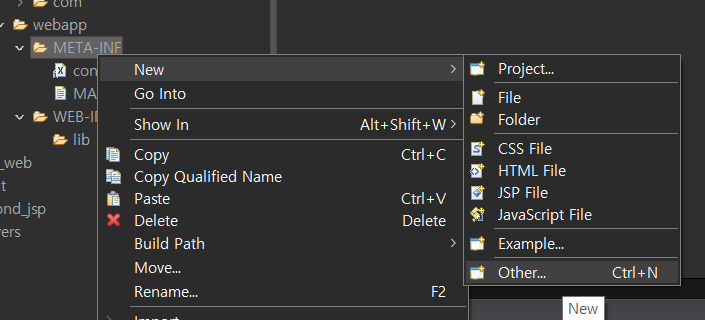 com
webapp
META-INF
con
MA
WEB-IN
lib
_web
t
ond_jsp
ers
New
Go Into
Show In Alt+Shift+W
Copy Ctrl+C
Copy Qualified Name
Paste Ctrl+V
Delete Delete
Build Path
Move...
Rename... F2
Import...
Project...
File
Folder
CSS File
HTML File
JSP File
JavaScript File
Example...
Other... Ctrl+N
New